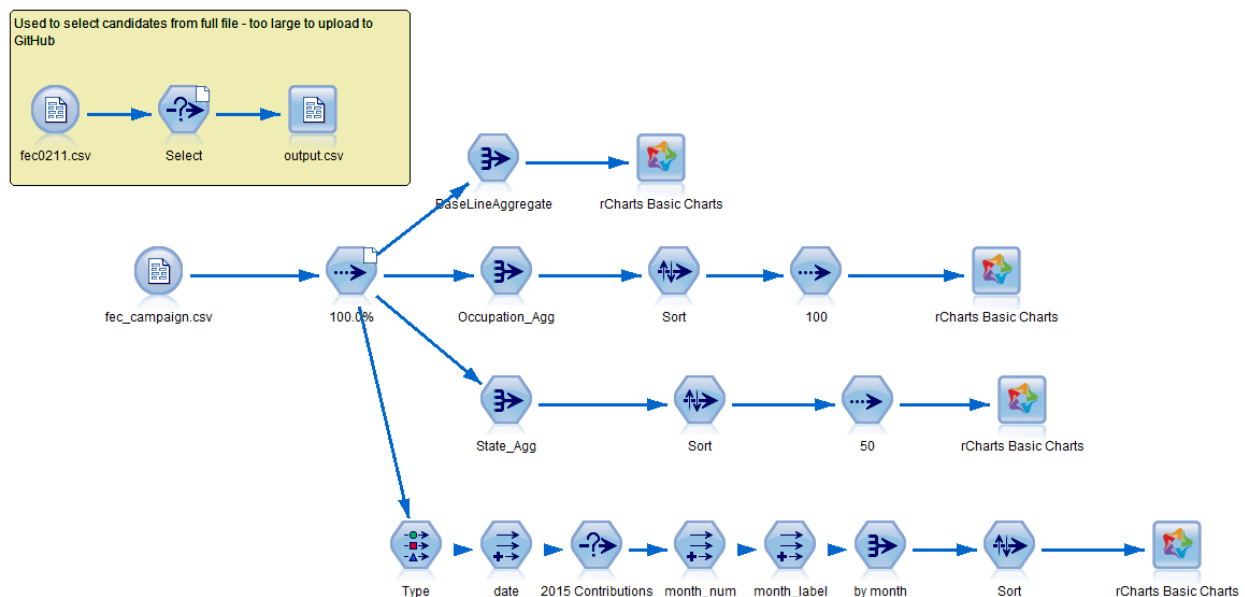 Used to select candidates from full file - too large to upload to
GitHub
fec0211.csv
Select
output.csv
BaseLineAggregate
rCharts Basic Charts
fec_campaign.csv
100.0%
Occupation_Agg
Sort
100
rCharts Basic Charts
State_Agg
Sort
50
rCharts Basic Charts
Type
date
2015 Contributions
month_num
month_label
by month
Sort
rCharts Basic Charts